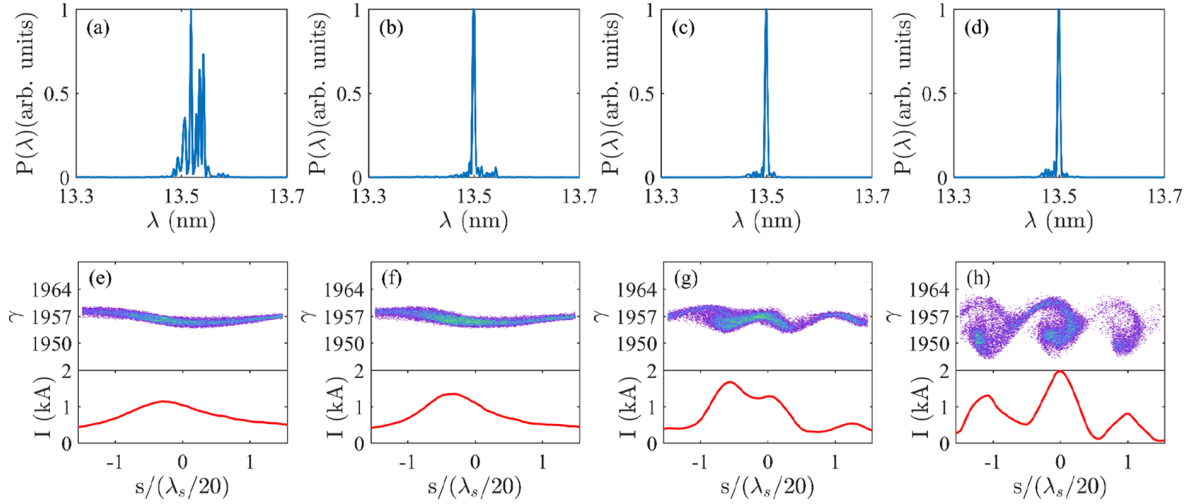 (a) (b) (c) (d)
P(λ)(arb. units) P(λ)(arb. units) P(λ)(arb. units) P(λ)(arb. units)
1 1 1 1
0.5 0.5 0.5 0.5
0 0 0 0
13.3 13.5 13.7 13.3 13.5 13.7 13.3 13.5 13.7 13.3 13.5 13.7
λ (nm) λ (nm) λ (nm) λ (nm)
(e) (f) (g) (h)
γ γ γ γ
1964 1964 1964 1964
1957 1957 1957 1957
1950 1950 1950 1950
I (kA) I (kA) I (kA) I (kA)
2 2 2 2
1 1 1 1
0 0 0 0
-1 0 1 -1 0 1 -1 0 1 -1 0 1
s/(λₛ/20) s/(λₛ/20) s/(λₛ/20) s/(λₛ/20)